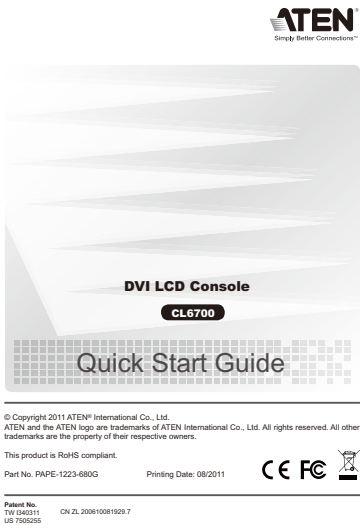 ATEN®
Simply Better Connections™
DVI LCD Console
CL6700
Quick Start Guide
© Copyright 2011 ATEN® International Co., Ltd.
ATEN and the ATEN logo are trademarks of ATEN International Co., Ltd. All rights reserved. All other
trademarks are the property of their respective owners.
This product is RoHS compliant.
Part No. PAPE-1223-680G Printing Date: 08/2011
CE FC
Patent No.
TW I340311 CN ZL 200610081929.7
US 7505255